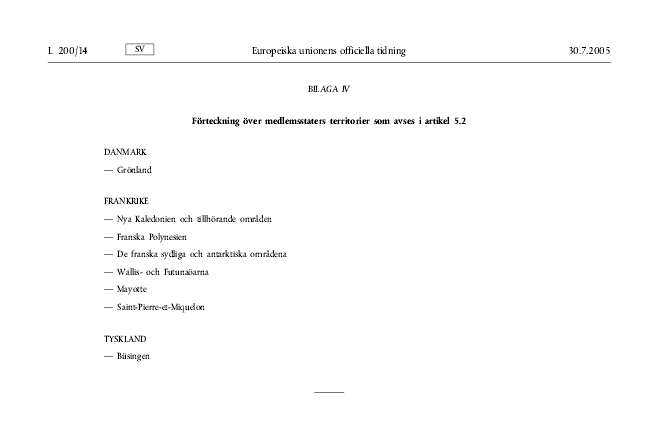 L 200/14 SV Europeiska unionens officiella tidning 30.7.2005
BILAGA IV
Förteckning över medlemsstaters territorier som avses i artikel 5.2
DANMARK
— Grönland
FRANKRIKE
— Nya Kaledonien och tillhörande områden
— Franska Polynesien
— De franska sydliga och antarktiska områdena
— Wallis- och Futunaöarna
— Mayotte
— Saint-Pierre-et-Miquelon
TYSKLAND
— Büsingen